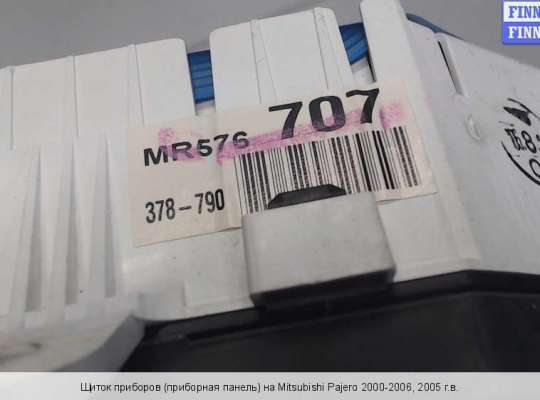 FINN
FINN
MR576 707
378-790
Щиток приборов (приборная панель) на Mitsubishi Pajero 2000-2006, 2005 г.в.